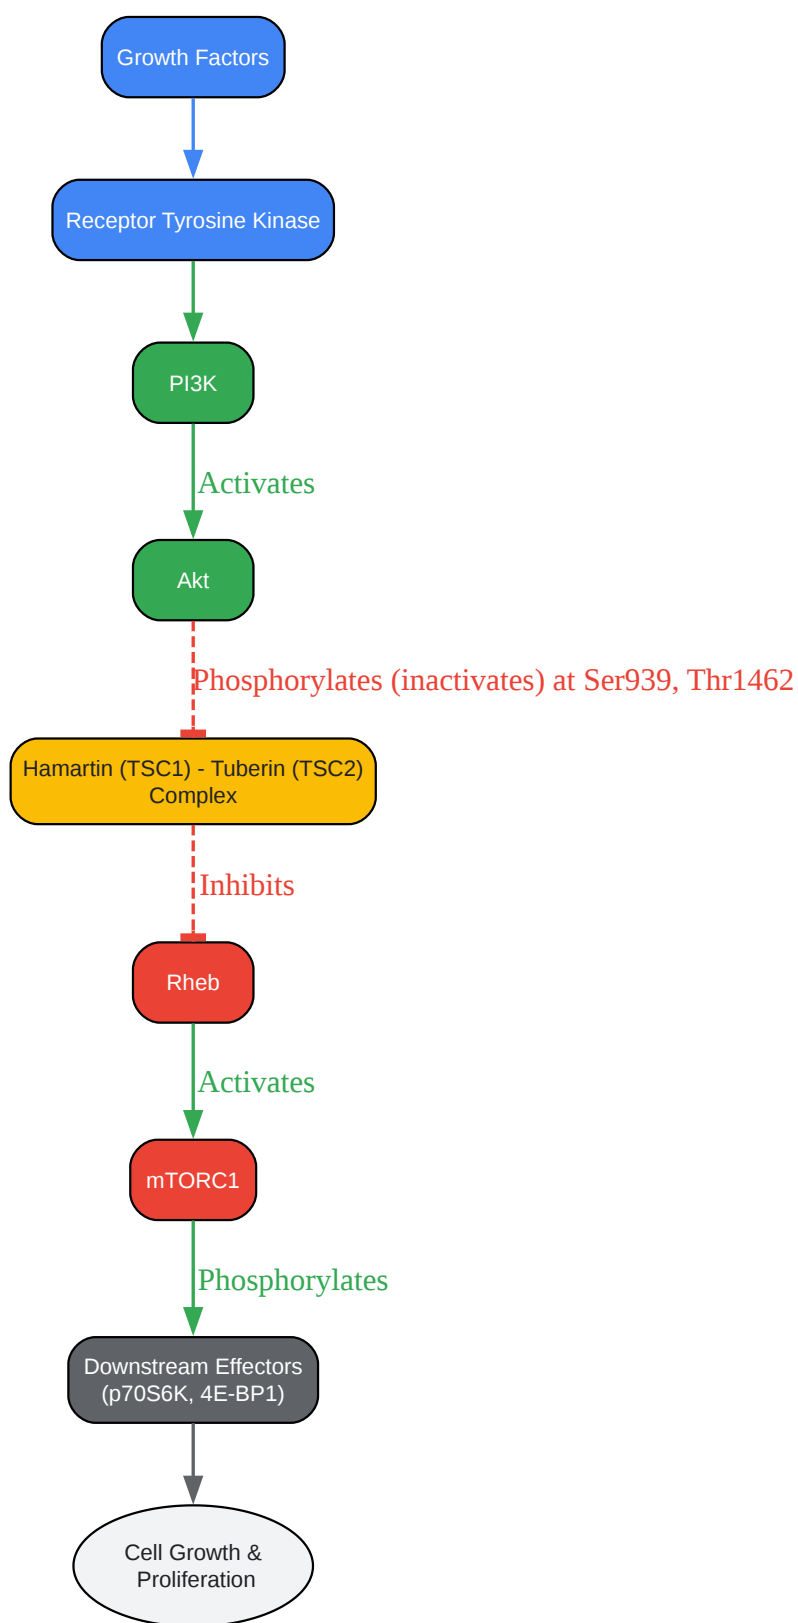 Growth Factors
Receptor Tyrosine Kinase
PI3K
Activates
Akt
Phosphorylates (inactivates) at Ser939, Thr1462
Hamartin (TSC1) - Tuberin (TSC2)
Complex
Inhibits
Rheb
Activates
mTORC1
Phosphorylates
Downstream Effectors
(p70S6K, 4E-BP1)
Cell Growth &
Proliferation